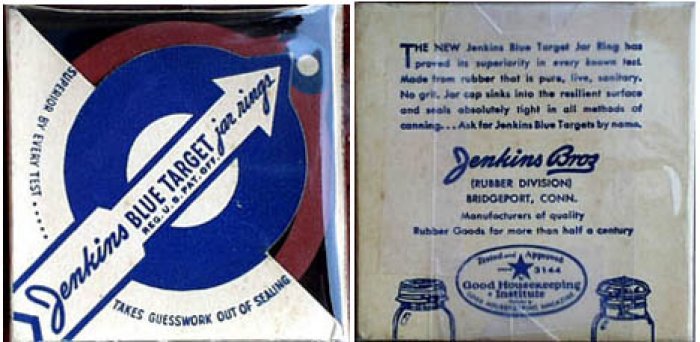 SUPERIOR BY EVERY TEST.....
Jenkins BLUE TARGET jar rings
REG. U.S. PAT. OFF.
TAKES GUESSWORK OUT OF SEALING
THE NEW Jenkins Blue Target Jar Ring has
proved its superiority in every known test.
Made from rubber that is pure, live, sanitary.
No grit. Jar cap sinks into the resilient surface
and seals absolutely tight in all methods of
canning... Ask for Jenkins Blue Targets by name.
Jenkins Bros
(RUBBER DIVISION)
BRIDGEPORT, CONN.
Manufacturers of quality
Rubber Goods for more than half a century
Tested and Approved
3144
Good Housekeeping
Institute
GOOD HOUSEKEEPING MAGAZINE